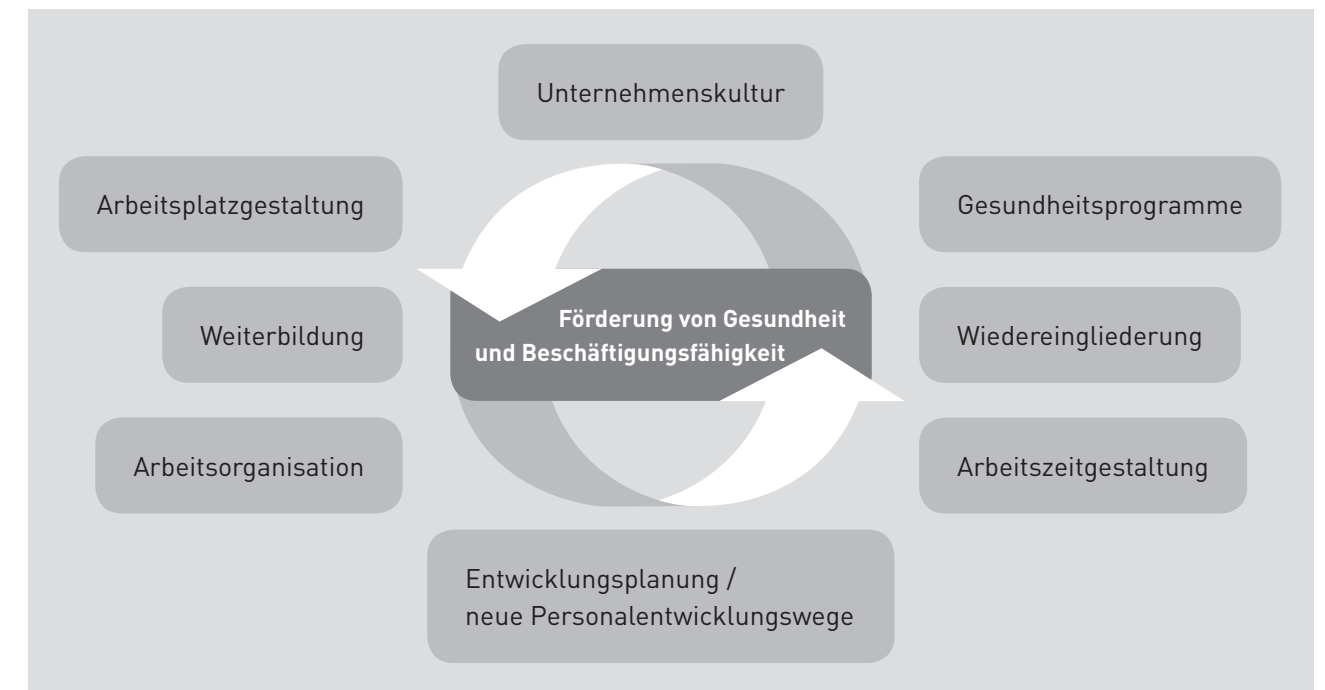 Unternehmenskultur
Arbeitsplatzgestaltung
Gesundheitsprogramme
Förderung von Gesundheit
und Beschäftigungsfähigkeit
Weiterbildung
Wiedereingliederung
Arbeitsorganisation
Arbeitszeitgestaltung
Entwicklungsplanung /
neue Personalentwicklungswege